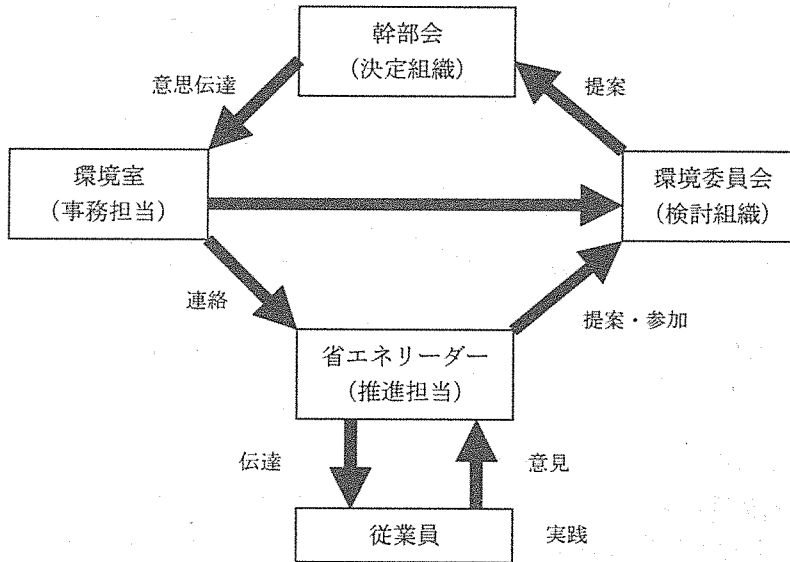 幹部会
(決定組織)
意思伝達
提案
環境室
(事務担当)
環境委員会
(検討組織)
連絡
提案・参加
省エネリーダー
(推進担当)
伝達
意見
従業員
実践